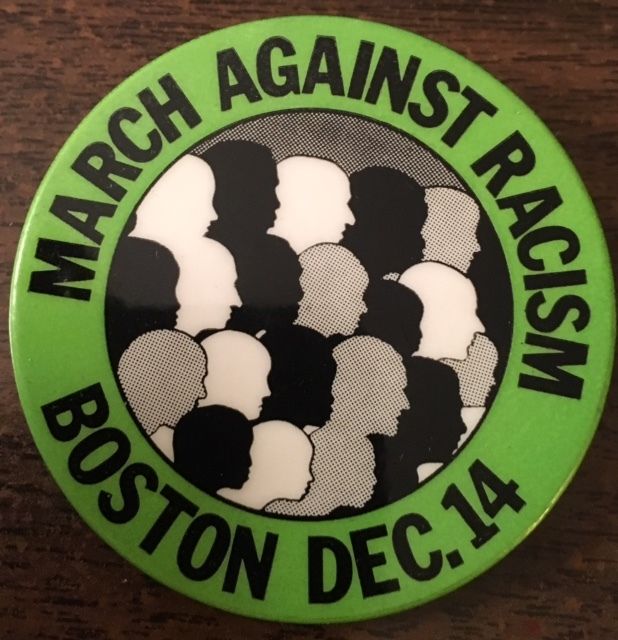 MARCH AGAINST RACISM
BOSTON DEC. 14